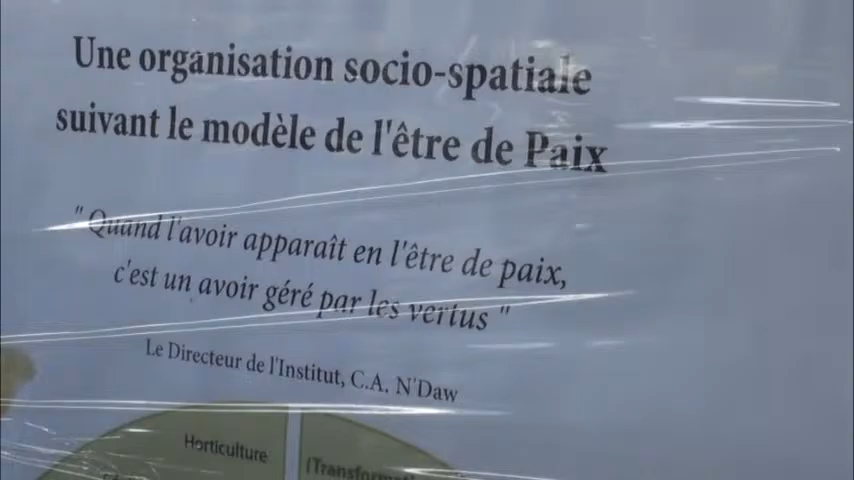 Une organisation socio-spatiale
suivant le modèle de l'être de Paix
" Quand l'avoir apparaît en l'être de paix,
c'est un avoir géré par les vertus "
Le Directeur de l'Institut, C.A. N'Daw
Horticulture